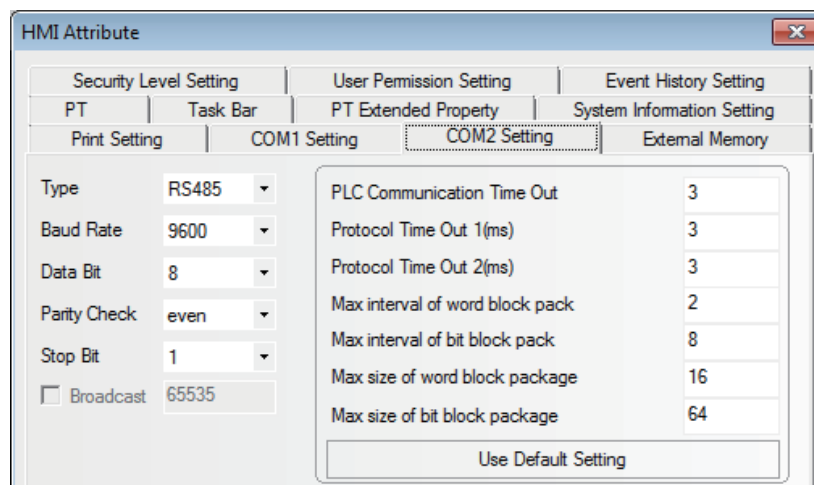 HMI Attribute
Security Level Setting User Permission Setting Event History Setting
PT Task Bar PT Extended Property System Information Setting
Print Setting COM1 Setting COM2 Setting External Memory
Type RS485
Baud Rate 9600
Data Bit 8
Parity Check even
Stop Bit 1
Broadcast 65535
PLC Communication Time Out 3
Protocol Time Out 1(ms) 3
Protocol Time Out 2(ms) 3
Max interval of word block pack 2
Max interval of bit block pack 8
Max size of word block package 16
Max size of bit block package 64
Use Default Setting